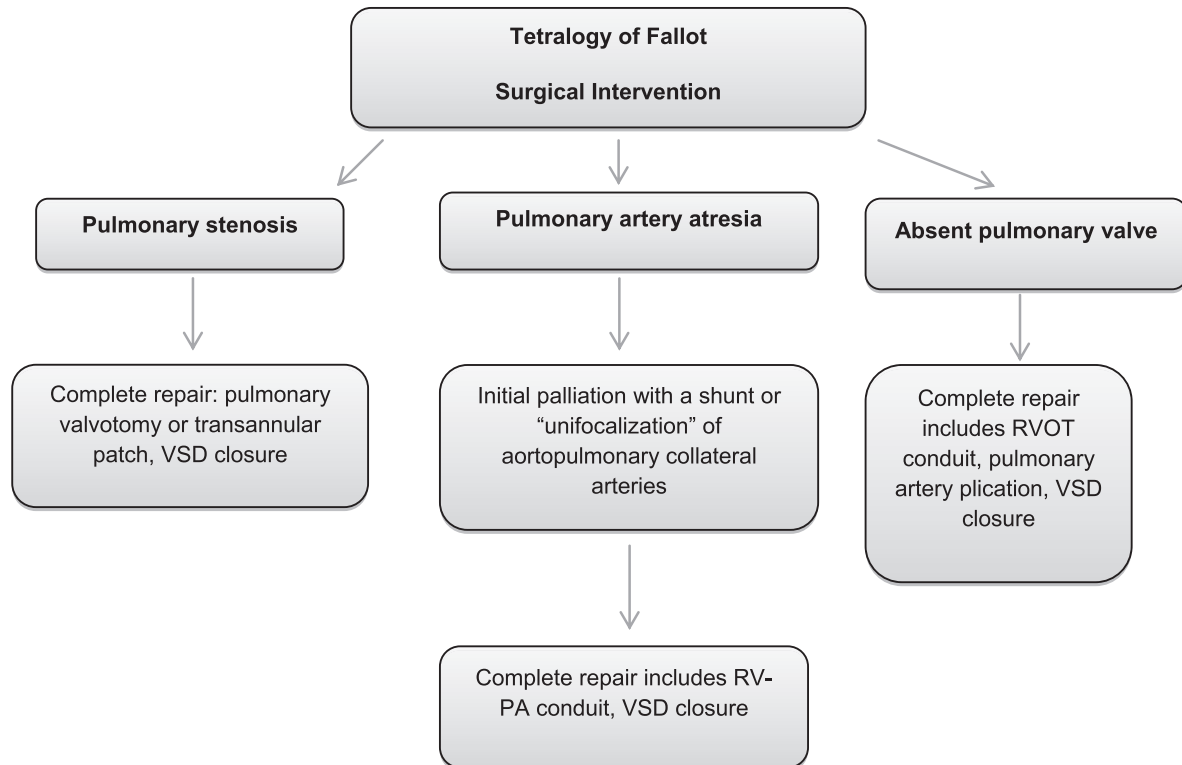 Tetralogy of Fallot
Surgical Intervention
Pulmonary stenosis
Pulmonary artery atresia
Absent pulmonary valve
Complete repair: pulmonary
valvotomy or transannular
patch, VSD closure
Initial palliation with a shunt or
“unifocalization” of
aortopulmonary collateral
arteries
Complete repair
includes RVOT
conduit, pulmonary
artery plication, VSD
closure
Complete repair includes RV-
PA conduit, VSD closure